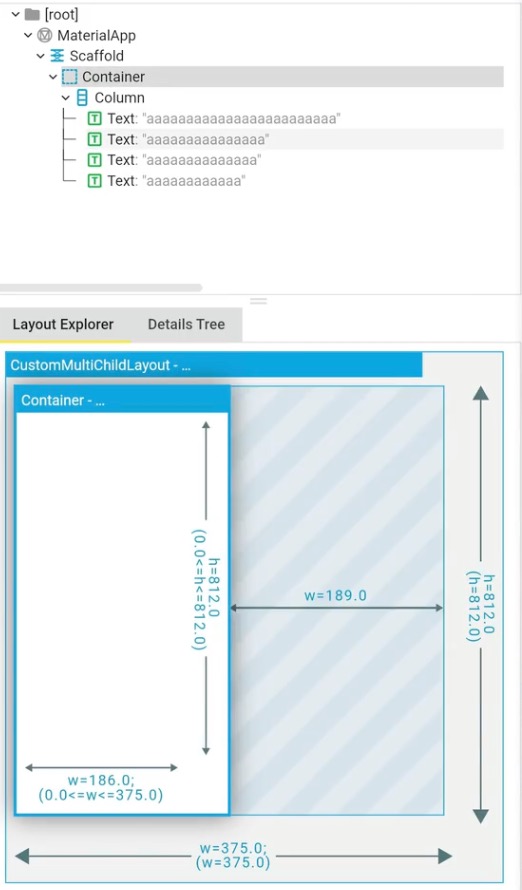 [root]
MaterialApp
Scaffold
Container
Column
Text: "aaaaaaaaaaaaaaaaaaaaaaaa"
Text: "aaaaaaaaaaaaaaa"
Text: "aaaaaaaaaaaaaa"
Text: "aaaaaaaaaaaa"
Layout Explorer
Details Tree
CustomMultiChildLayout - ...
Container - ...
h=812.0
(0.0<=h<=812.0)
w=189.0
h=812.0
(h=812.0)
w=186.0;
(0.0<=w<=375.0)
w=375.0;
(w=375.0)